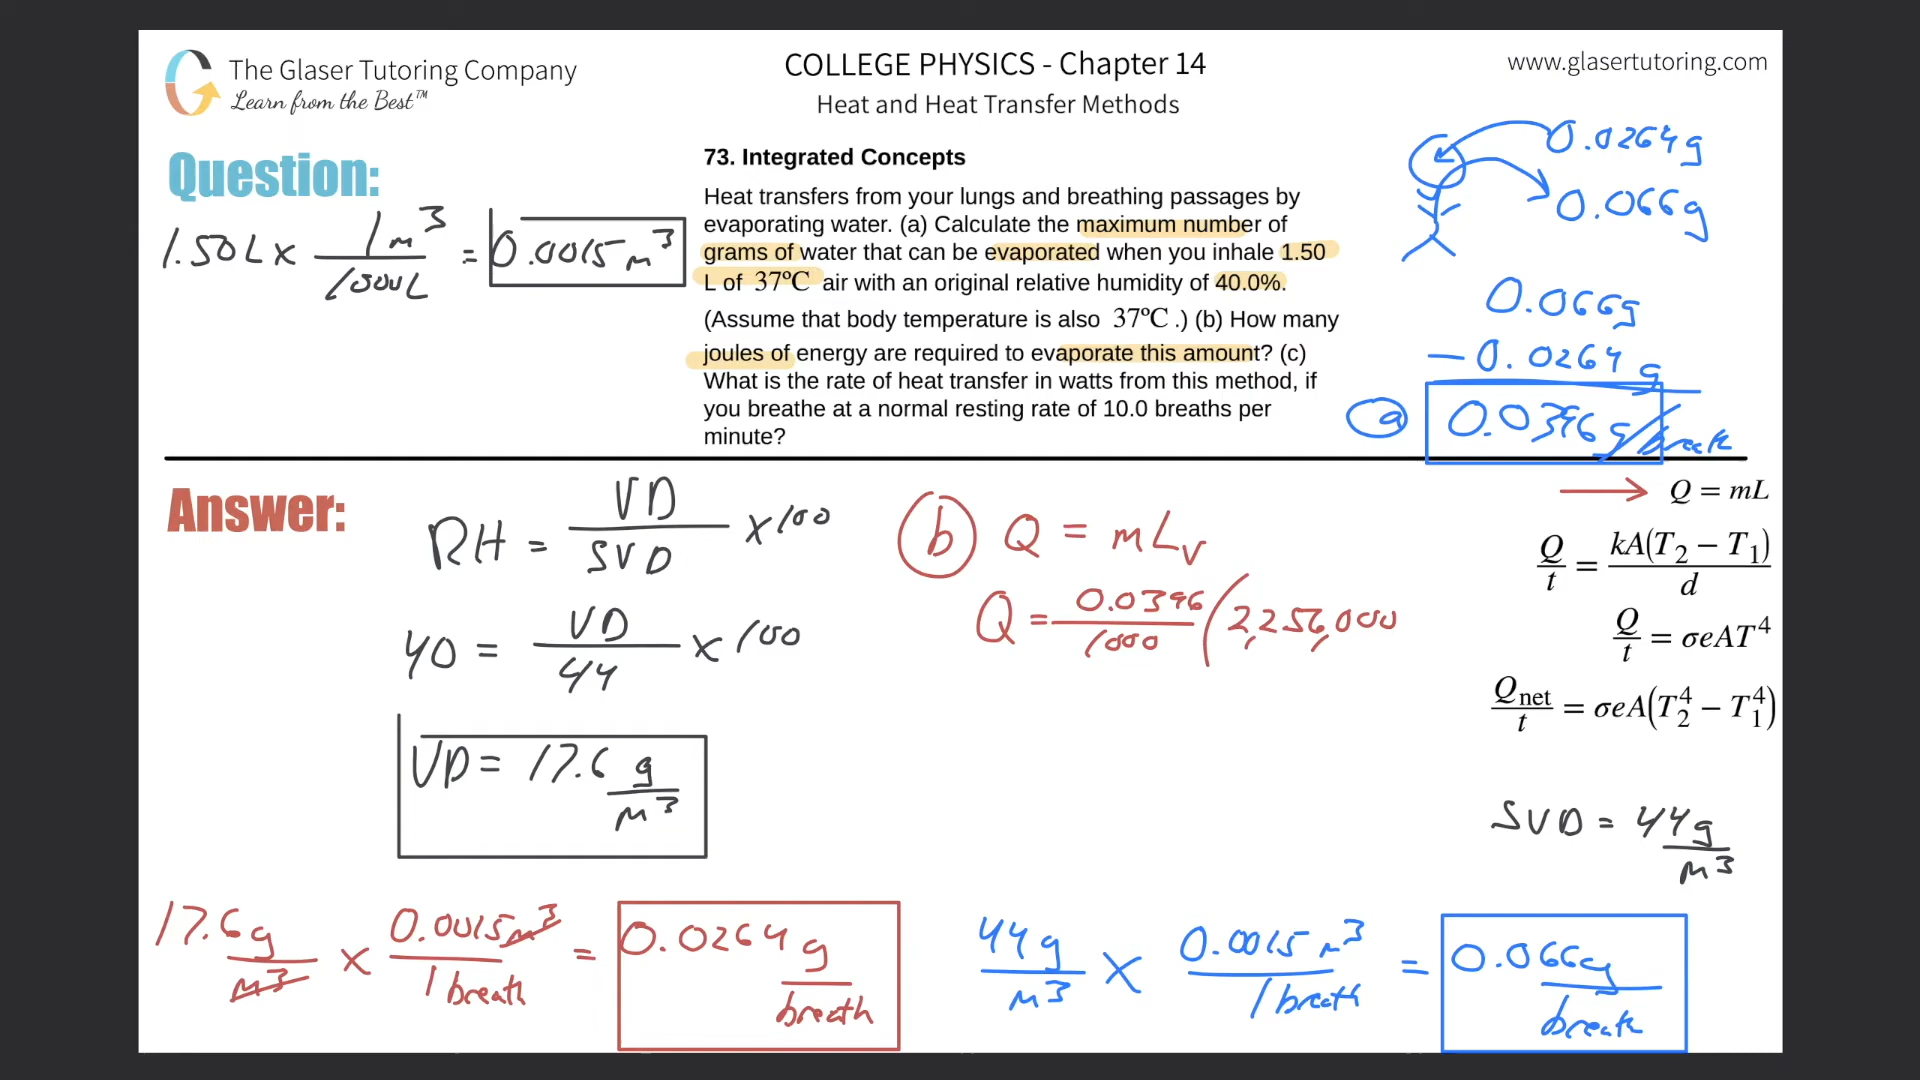 The Glaser Tutoring Company
Learn from the Best™
COLLEGE PHYSICS - Chapter 14
Heat and Heat Transfer Methods
www.glasertutoring.com
Question:
1.50L x 1m³/1000L = 0.0015m³
73. Integrated Concepts
Heat transfers from your lungs and breathing passages by
evaporating water. (a) Calculate the maximum number of
grams of water that can be evaporated when you inhale 1.50
L of 37ºC air with an original relative humidity of 40.0%.
(Assume that body temperature is also 37ºC .) (b) How many
joules of energy are required to evaporate this amount? (c)
What is the rate of heat transfer in watts from this method, if
you breathe at a normal resting rate of 10.0 breaths per
minute?
0.0264g
0.066g
0.066g
- 0.0264g
a 0.0396g/breath
Answer:
RH = VD/SVD x 100
40 = VD/44 x 100
VD = 17.6 g/m³
b Q = mLv
Q = 0.0396/1000 (2,256,000
Q = mL
Q/t = kA(T₂ − T₁)/d
Q/t = σeAT⁴
Qnet/t = σeA(T₂⁴ − T₁⁴)
SVD = 44g/m³
17.6g/m³ x 0.0015m³/1 breath = 0.0264g/breath
44g/m³ x 0.0015m³/1 breath = 0.066g/breath